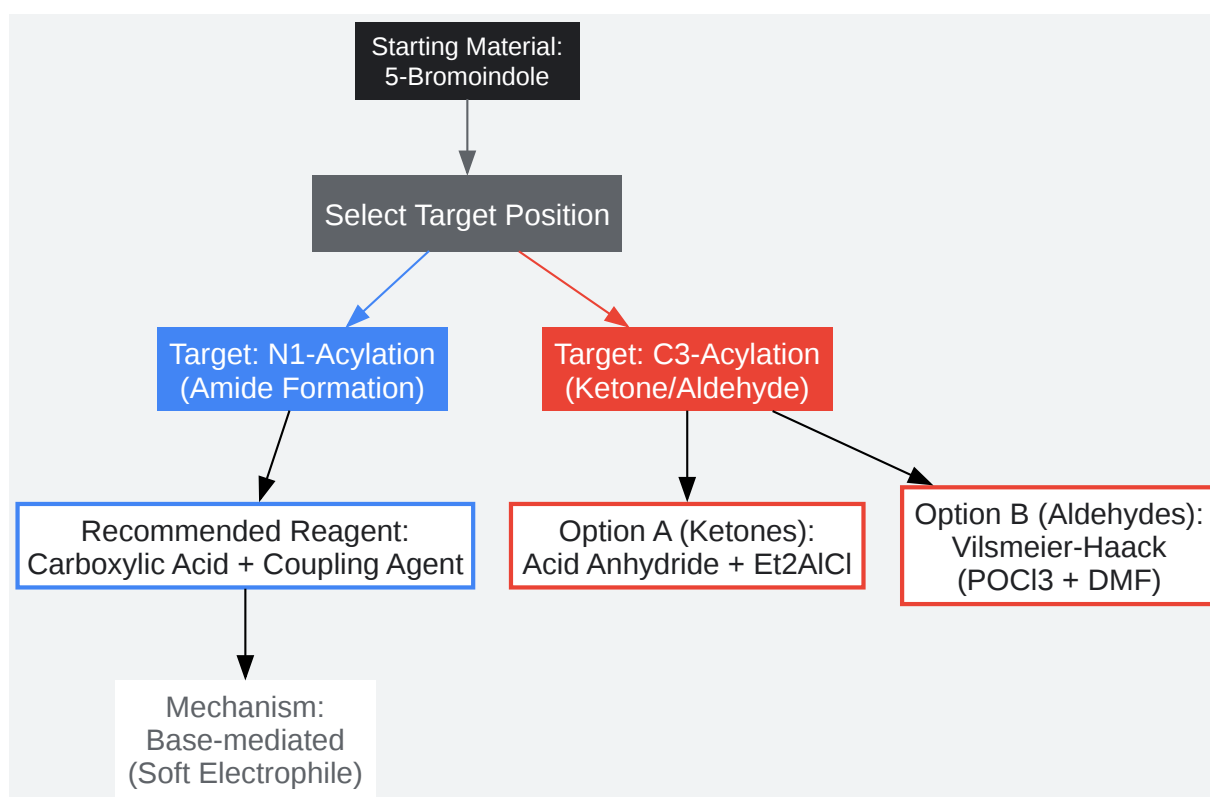 Starting Material:
5-Bromoindole
Select Target Position
Target: N1-Acylation
(Amide Formation)
Target: C3-Acylation
(Ketone/Aldehyde)
Recommended Reagent:
Carboxylic Acid + Coupling Agent
Option A (Ketones):
Acid Anhydride + Et2AlCl
Option B (Aldehydes):
Vilsmeier-Haack
(POCl3 + DMF)
Mechanism:
Base-mediated
(Soft Electrophile)